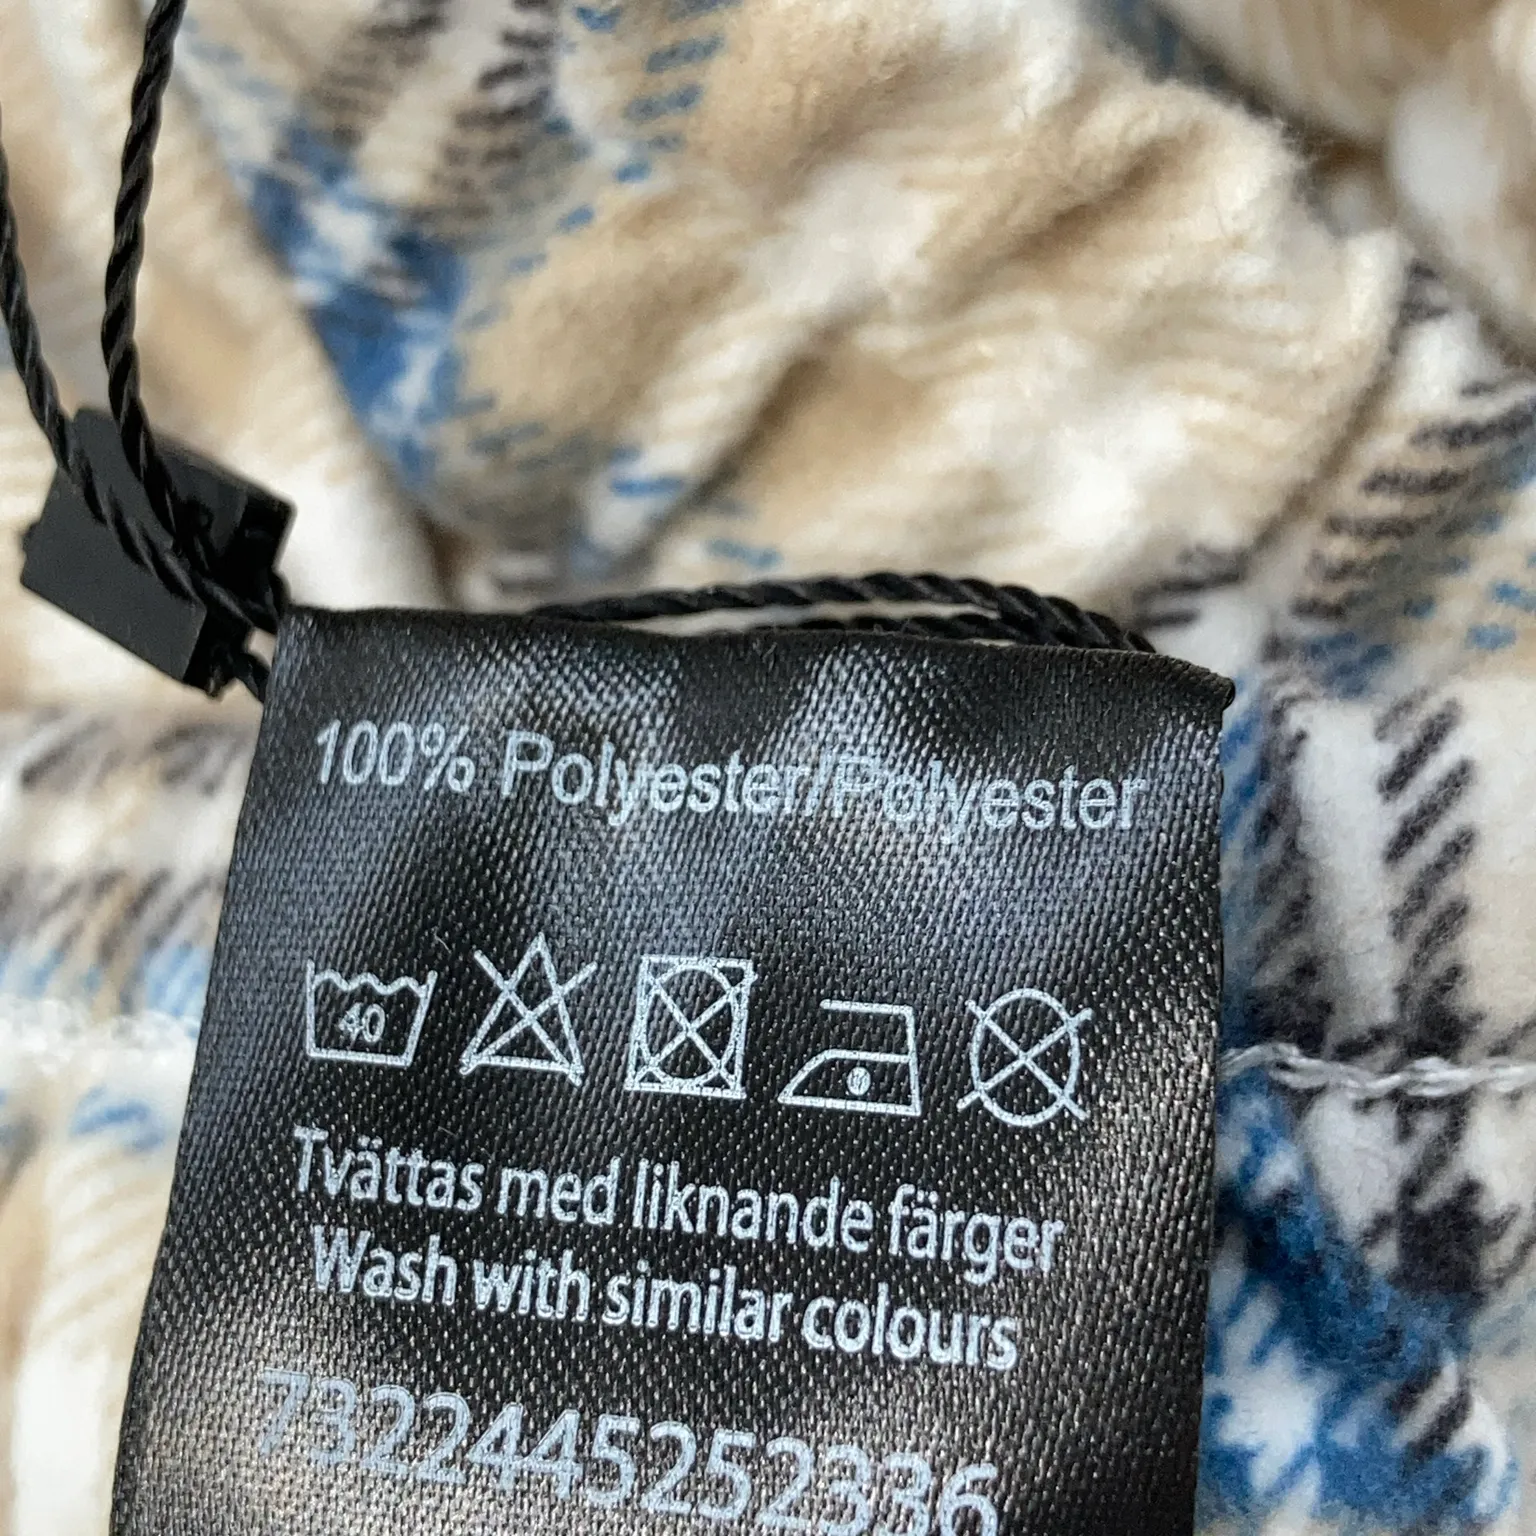 100% Polyester/Polyester
40
Tvättas med liknande färger
Wash with similar colours
7322445252336